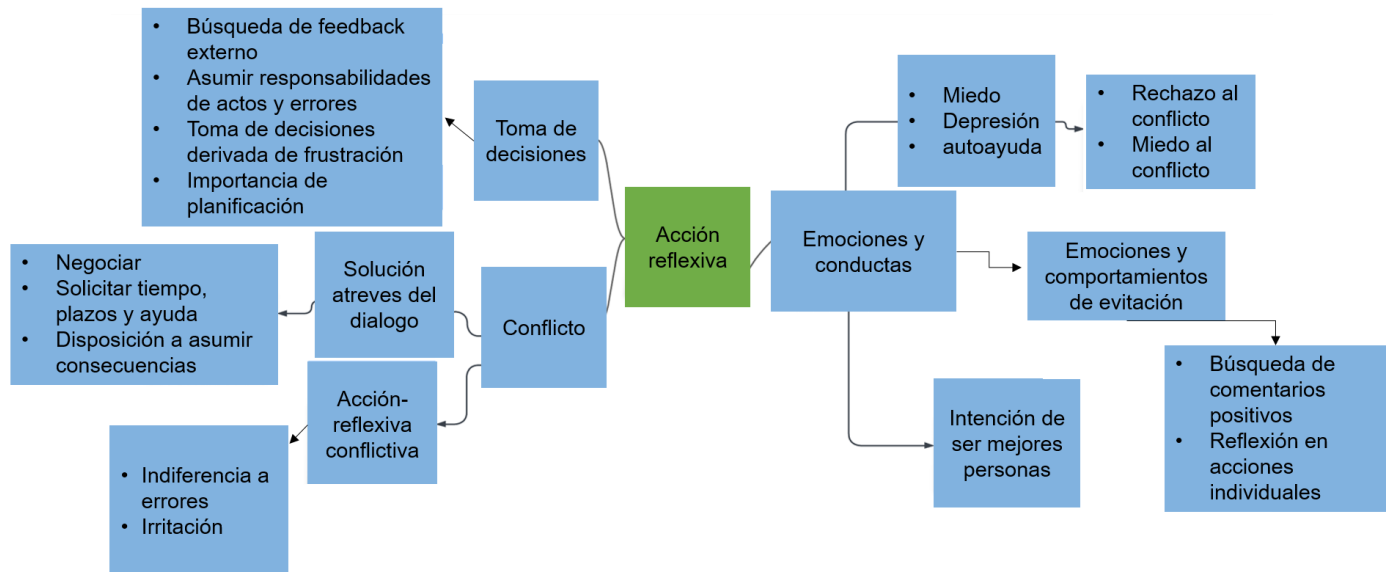 • Búsqueda de feedback
externo
• Asumir responsabilidades
de actos y errores
• Toma de decisiones
derivada de frustración
• Importancia de
planificación
Toma de
decisiones
• Negociar
• Solicitar tiempo,
plazos y ayuda
• Disposición a asumir
consecuencias
Solución
atreves del
dialogo
Conflicto
Acción-
reflexiva
conflictiva
• Indiferencia a
errores
• Irritación
Acción
reflexiva
Emociones y
conductas
• Miedo
• Depresión
• autoayuda
• Rechazo al
conflicto
• Miedo al
conflicto
Emociones y
comportamientos
de evitación
• Búsqueda de
comentarios
positivos
• Reflexión en
acciones
individuales
Intención de
ser mejores
personas